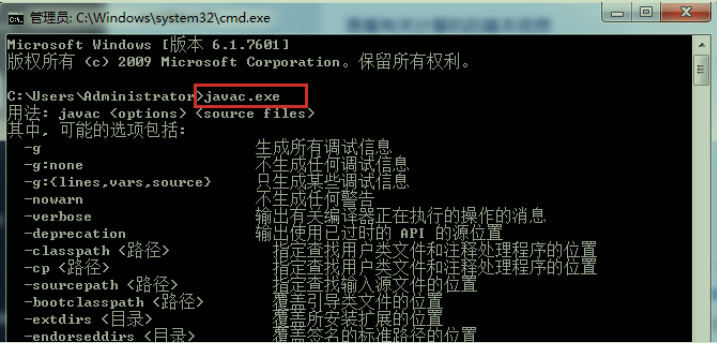 管理员: C:\Windows\system32\cmd.exe
Microsoft Windows [版本 6.1.7601]
版权所有 (c) 2009 Microsoft Corporation。保留所有权利。
C:\Users\Administrator>javac.exe
用法: javac <options> <source files>
其中, 可能的选项包括:
-g 生成所有调试信息
-g:none 不生成任何调试信息
-g:{lines,vars,source} 只生成某些调试信息
-nowarn 不生成任何警告
-verbose 输出有关编译器正在执行的操作的消息
-deprecation 输出使用已过时的 API 的源位置
-classpath <路径> 指定查找用户类文件和注释处理程序的位置
-cp <路径> 指定查找用户类文件和注释处理程序的位置
-sourcepath <路径> 指定查找输入源文件的位置
-bootclasspath <路径> 覆盖引导类文件的位置
-extdirs <目录> 覆盖所安装扩展的位置
-endorseddirs <目录> 覆盖签名的标准路径的位置